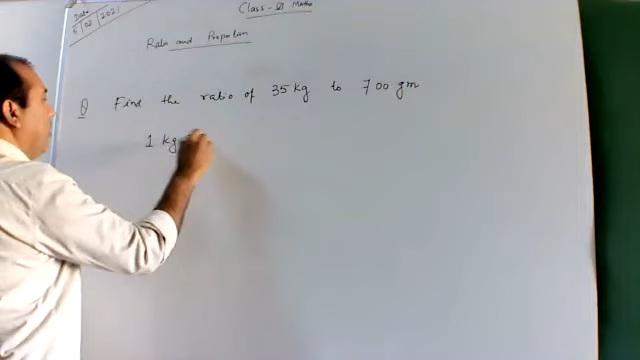 Class - VI Maths
Date
6/02/2021
Ratio and Proportion
Q Find the ratio of 35 kg to 700 gm
1 kg